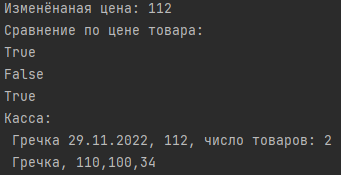 Изменёнаная цена: 112
Сравнение по цене товара:
True
False
True
Касса:
Гречка 29.11.2022, 112, число товаров: 2
Гречка, 110,100,34